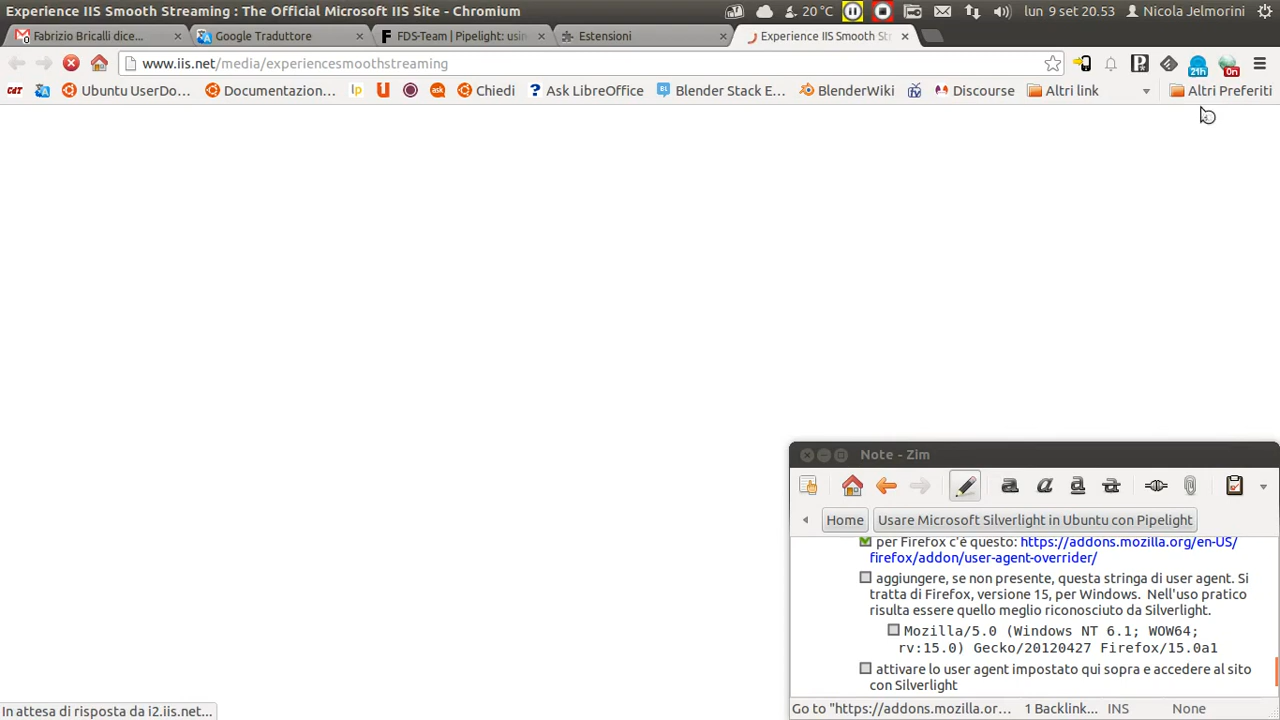 Experience IIS Smooth Streaming : The Official Microsoft IIS Site - Chromium
20 °C
lun 9 set 20.53
Nicola Jelmorini
Fabrizio Bricalli dice...
Google Traduttore
FDS-Team | Pipelight: usin
Estensioni
Experience IIS Smooth Str
www.iis.net/media/experiencesmoothstreaming
21h
0n
CAT
Ubuntu UserDo...
Documentazion...
lp
ask
Chiedi
? Ask LibreOffice
Blender Stack E...
BlenderWiki
fv
Discourse
Altri link
Altri Preferiti
Note - Zim
Home
Usare Microsoft Silverlight in Ubuntu con Pipelight
per Firefox c'è questo: https://addons.mozilla.org/en-US/
firefox/addon/user-agent-overrider/
aggiungere, se non presente, questa stringa di user agent. Si
tratta di Firefox, versione 15, per Windows. Nell'uso pratico
risulta essere quello meglio riconosciuto da Silverlight.
Mozilla/5.0 (Windows NT 6.1; WOW64;
rv:15.0) Gecko/20120427 Firefox/15.0a1
attivare lo user agent impostato qui sopra e accedere al sito
con Silverlight
Go to "https://addons.mozilla.or...
1 Backlink...
INS
None
In attesa di risposta da i2.iis.net...